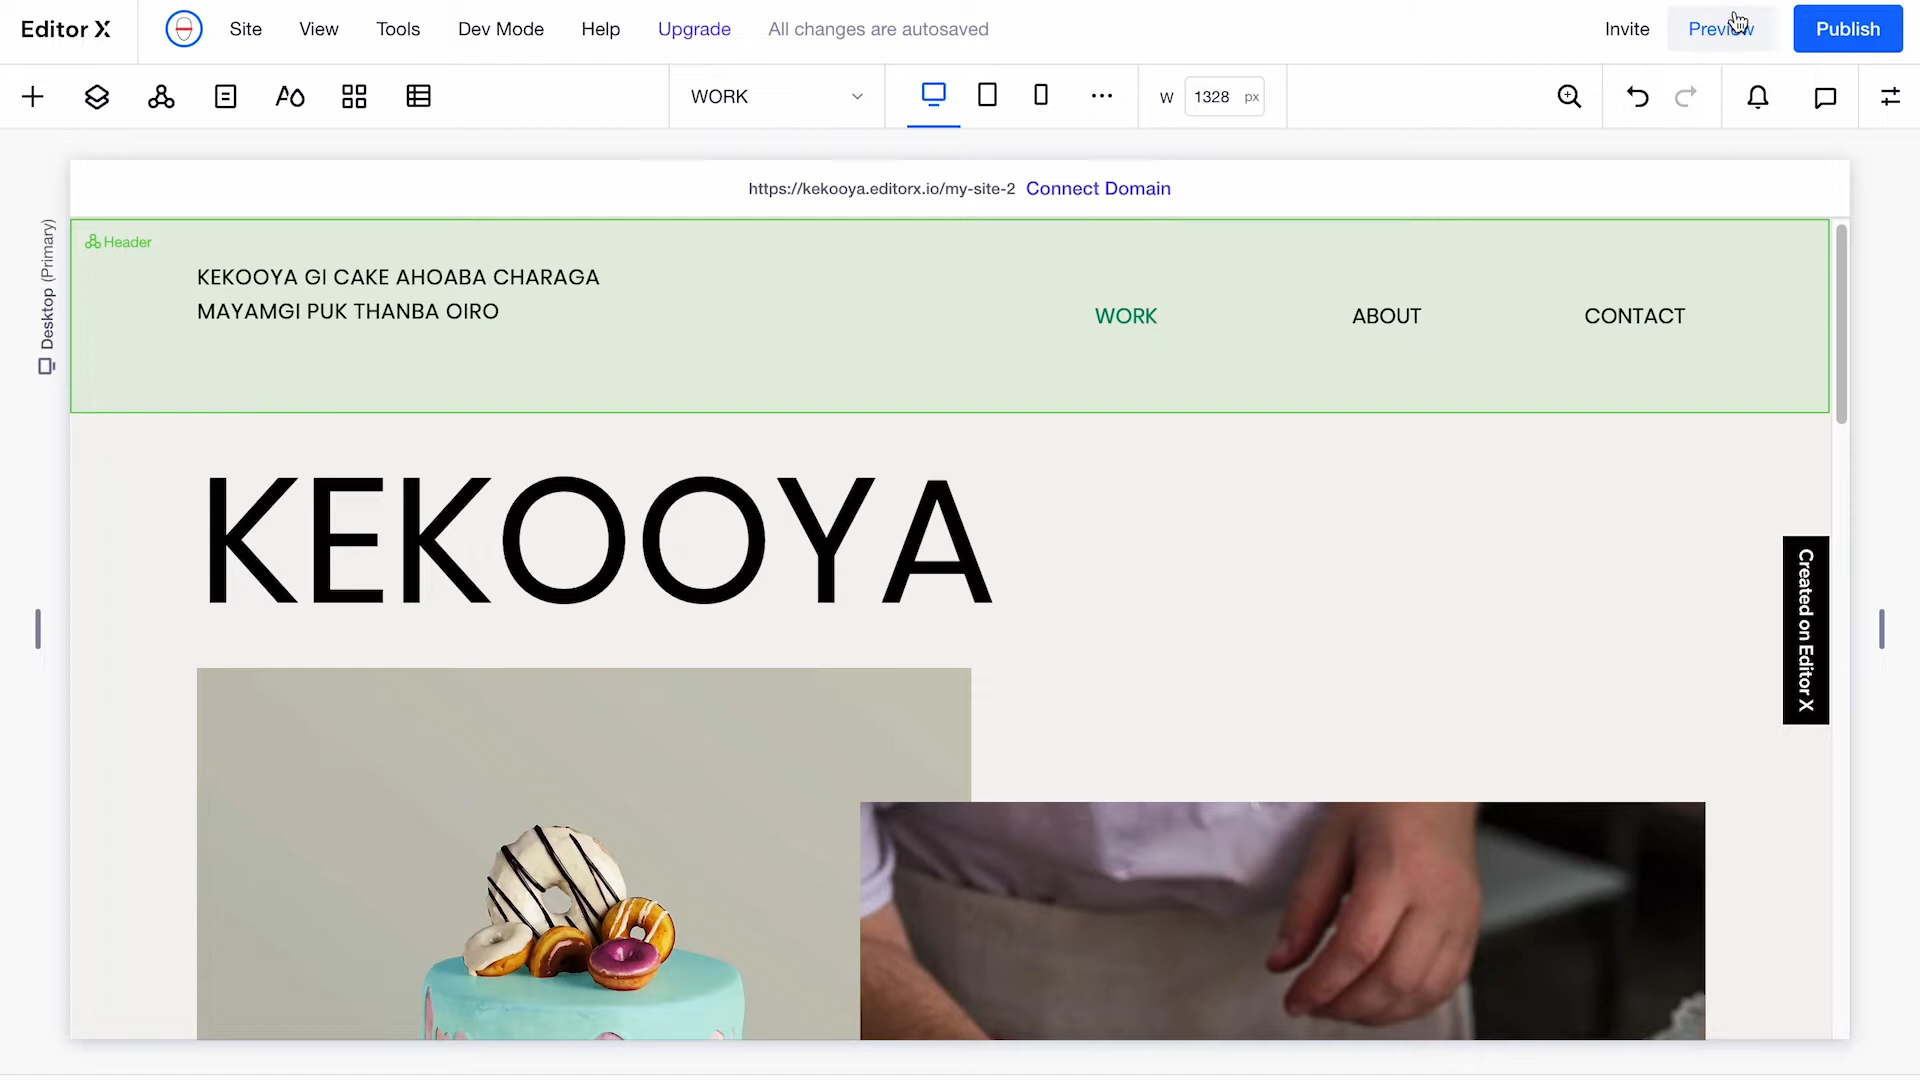 Editor X
Site
View
Tools
Dev Mode
Help
Upgrade
All changes are autosaved
Invite
Preview
Publish
WORK
W
1328
px
https://kekooya.editorx.io/my-site-2 Connect Domain
Desktop (Primary)
Header
KEKOOYA GI CAKE AHOABA CHARAGA
MAYAMGI PUK THANBA OIRO
WORK
ABOUT
CONTACT
KEKOOYA
Created on Editor X